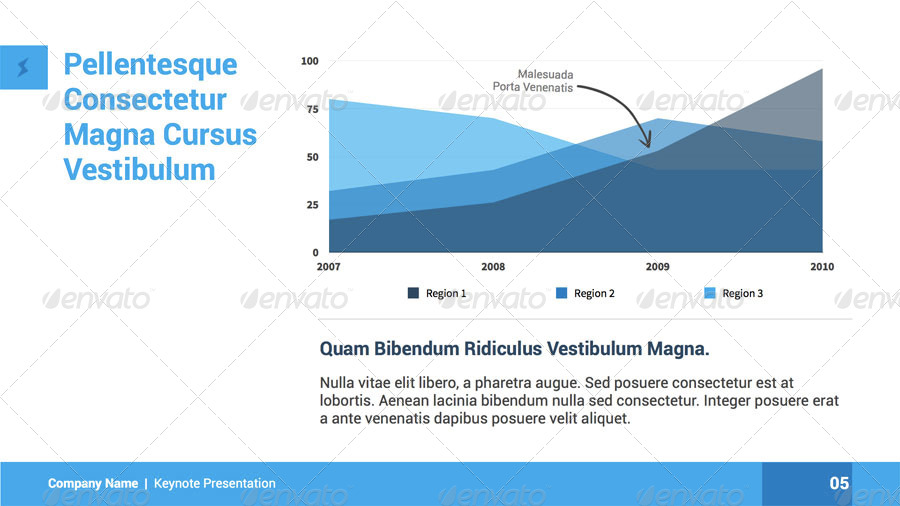 Pellentesque
Consectetur
Magna Cursus
Vestibulum
100
75
50
25
0
Malesuada
Porta Venenatis
2007 2008 2009 2010
Region 1 Region 2 Region 3
Quam Bibendum Ridiculus Vestibulum Magna.
Nulla vitae elit libero, a pharetra augue. Sed posuere consectetur est at
lobortis. Aenean lacinia bibendum nulla sed consectetur. Integer posuere erat
a ante venenatis dapibus posuere velit aliquet.
Company Name | Keynote Presentation
05
envato